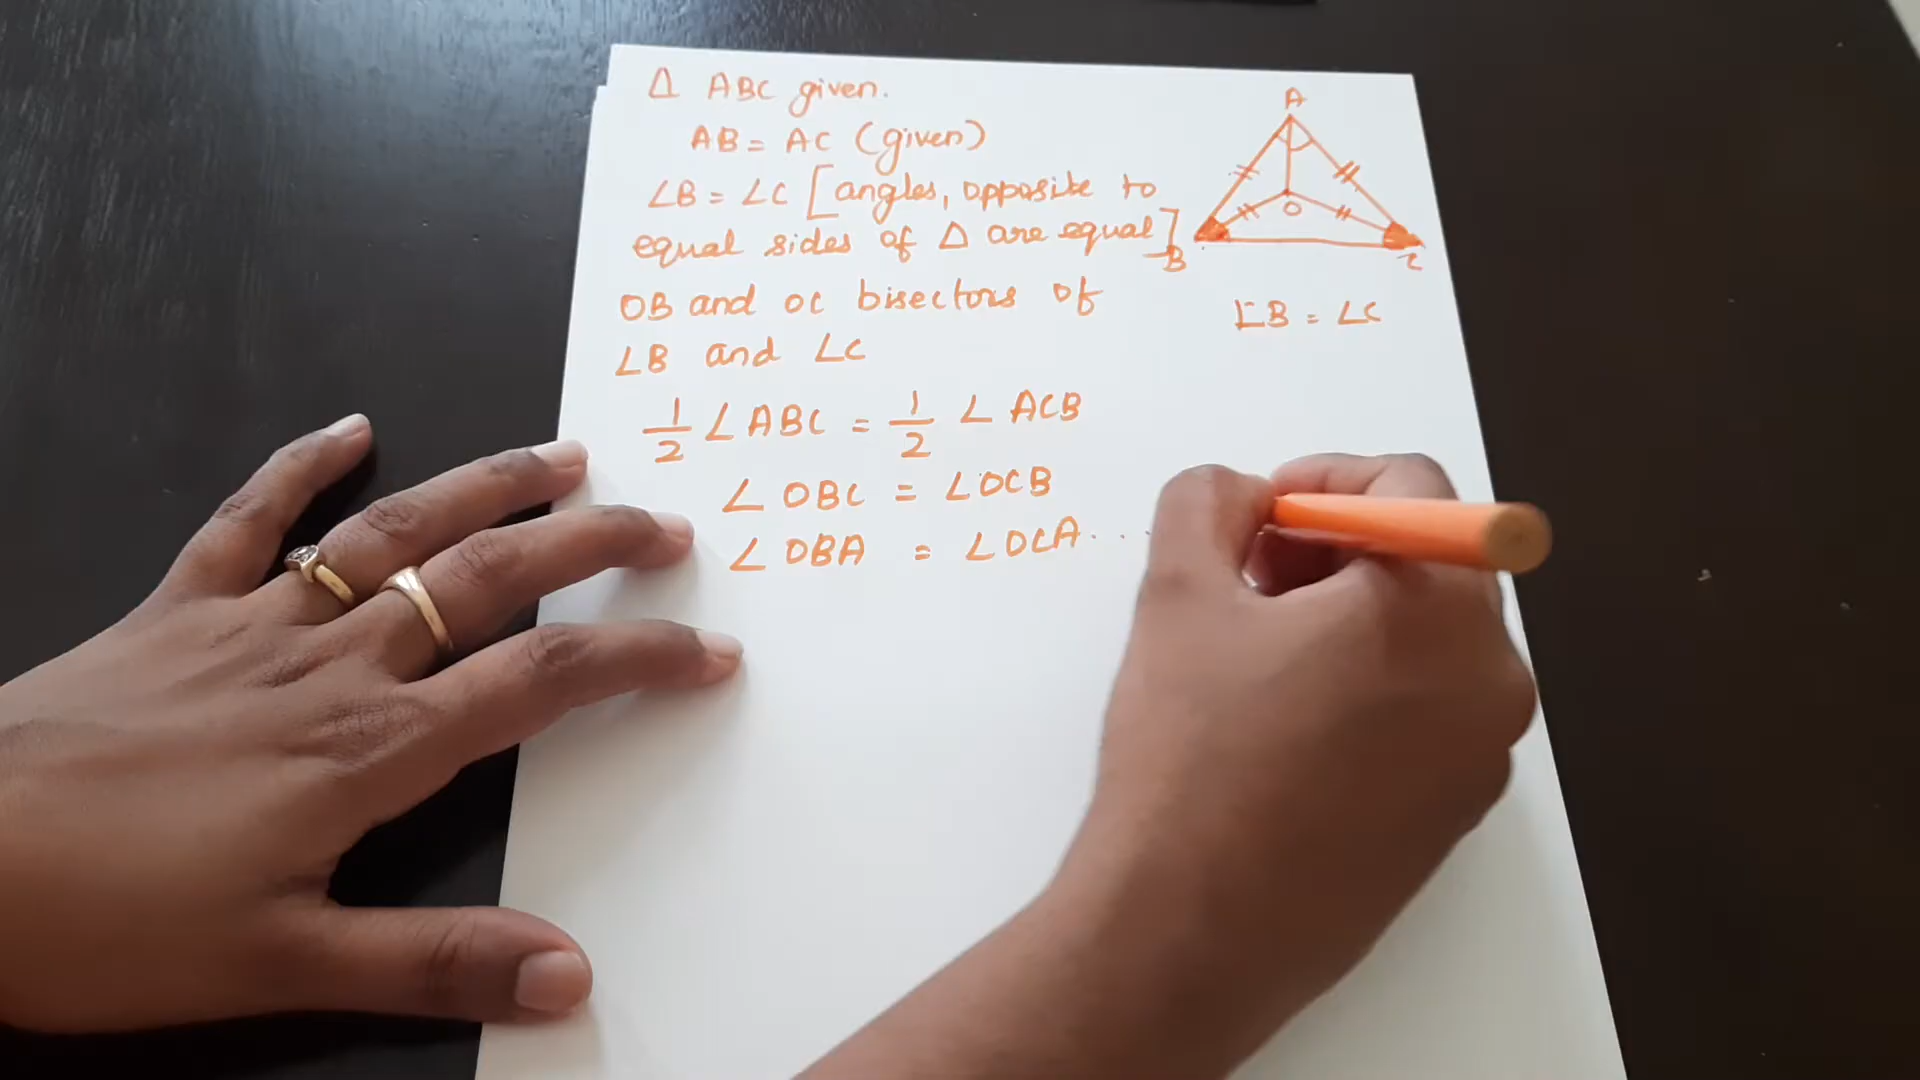 Δ ABC given.
AB = AC (given)
∠B = ∠C [angles, opposite to
equal sides of Δ are equal]
OB and OC bisectors of
∠B and ∠C
1/2 ∠ABC = 1/2 ∠ACB
∠OBC = ∠OCB
∠OBA = ∠OCA...
A
O
B
C
∠B = ∠C